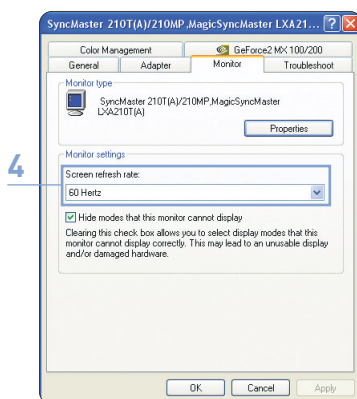 SyncMaster 210T(A)/210MP,MagicSyncMaster LXA21...
Color Management
GeForce2 MX 100/200
General
Adapter
Monitor
Troubleshoot
Monitor type
SyncMaster 210T(A)/210MP,MagicSyncMaster
LXA210T(A)
Properties
Monitor settings
4
Screen refresh rate:
60 Hertz
Hide modes that this monitor cannot display
Clearing this check box allows you to select display modes that this
monitor cannot display correctly. This may lead to an unusable display
and/or damaged hardware.
OK
Cancel
Apply